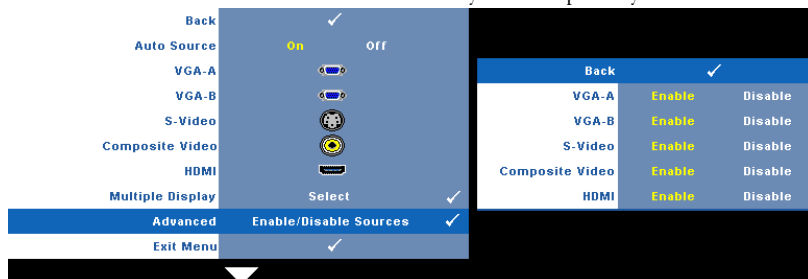 Back
Auto Source On Off
VGA-A
VGA-B
S-Video
Composite Video
HDMI
Multiple Display Select
Advanced Enable/Disable Sources
Exit Menu
Back
VGA-A Enable Disable
VGA-B Enable Disable
S-Video Enable Disable
Composite Video Enable Disable
HDMI Enable Disable